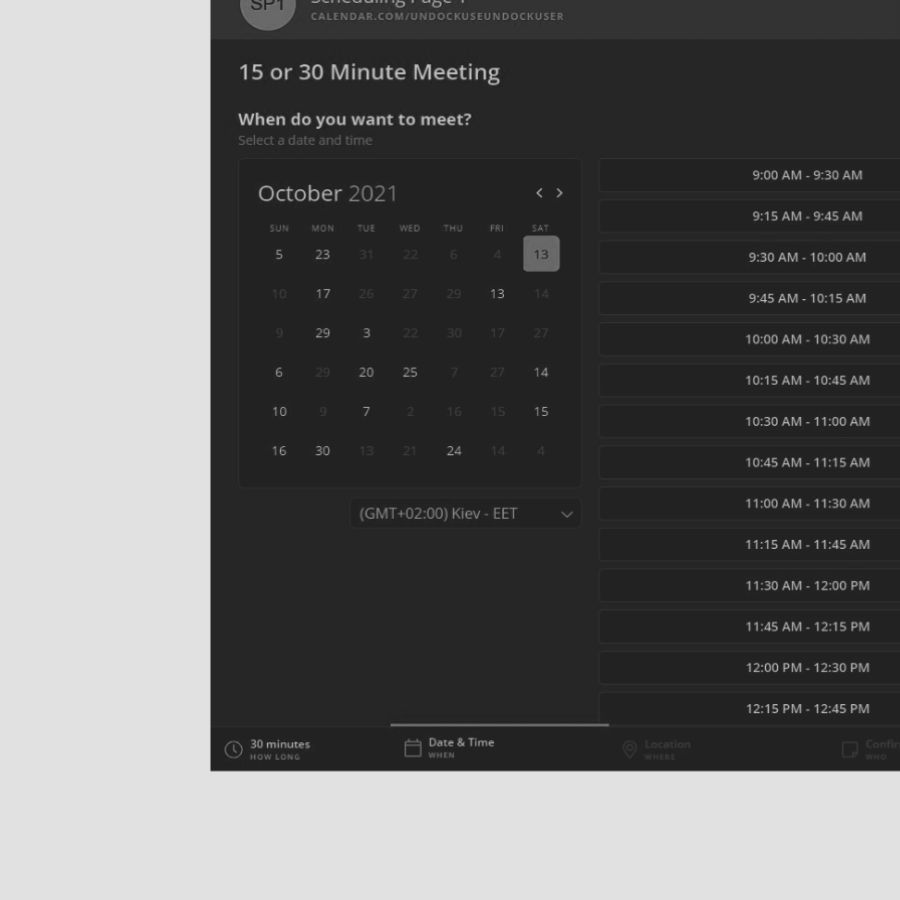 SP1
Scheduling Page 1
CALENDAR.COM/UNDOCKUSEUNDOCKUSER
15 or 30 Minute Meeting
When do you want to meet?
Select a date and time
October 2021
< >
SUN MON TUE WED THU FRI SAT
5 23 31 22 6 4 13
10 17 26 27 29 13 14
9 29 3 22 30 17 27
6 29 20 25 7 27 14
10 9 7 2 16 15 15
16 30 13 21 24 14 4
(GMT+02:00) Kiev - EET
9:00 AM - 9:30 AM
9:15 AM - 9:45 AM
9:30 AM - 10:00 AM
9:45 AM - 10:15 AM
10:00 AM - 10:30 AM
10:15 AM - 10:45 AM
10:30 AM - 11:00 AM
10:45 AM - 11:15 AM
11:00 AM - 11:30 AM
11:15 AM - 11:45 AM
11:30 AM - 12:00 PM
11:45 AM - 12:15 PM
12:00 PM - 12:30 PM
12:15 PM - 12:45 PM
30 minutes
HOW LONG
Date & Time
WHEN
Location
WHERE
Confir
WHO